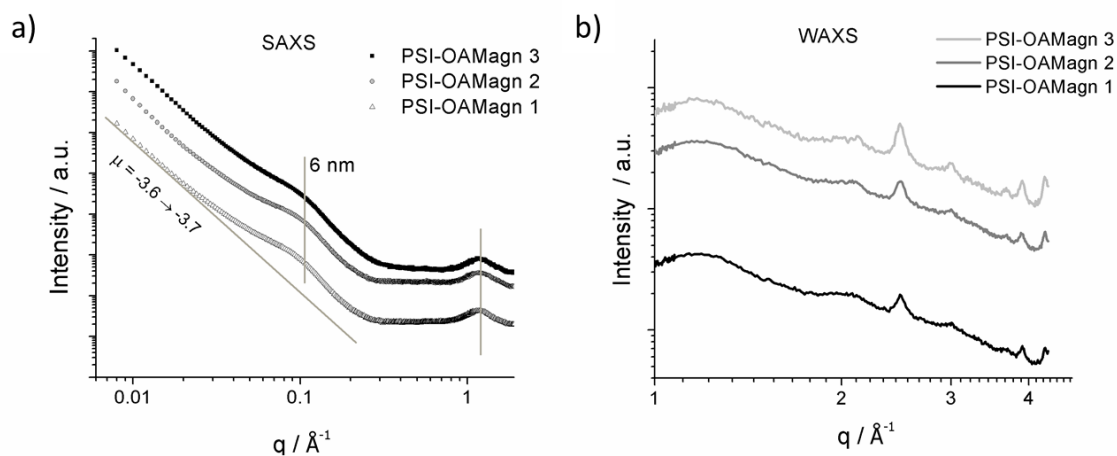 a)
SAXS
PSI-OAMagn 3
PSI-OAMagn 2
PSI-OAMagn 1
6 nm
μ = -3.6 → -3.7
Intensity / a.u.
0.01
0.1
1
q / Å⁻¹
b)
WAXS
PSI-OAMagn 3
PSI-OAMagn 2
PSI-OAMagn 1
Intensity / a.u.
1
2
3
4
q / Å⁻¹